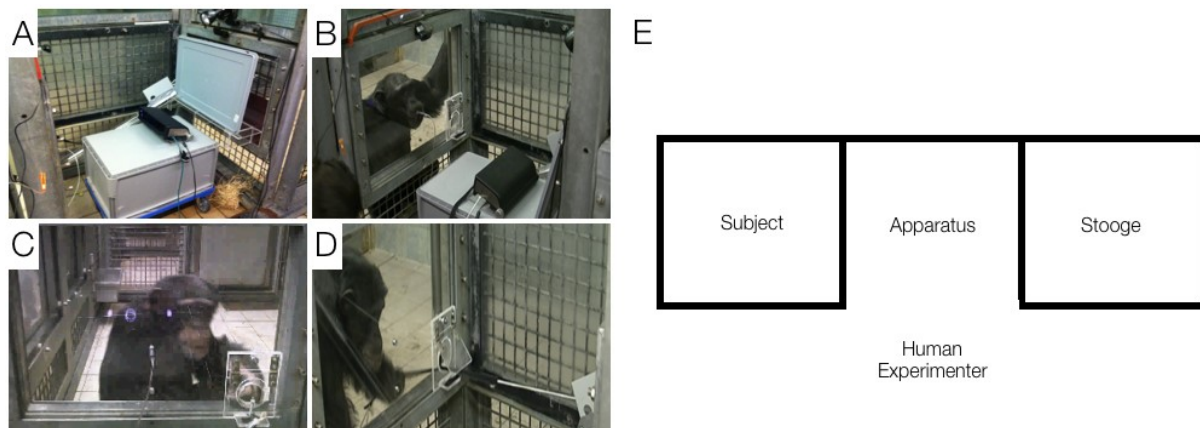 A
B
C
D
E
Subject
Apparatus
Stooge
Human
Experimenter